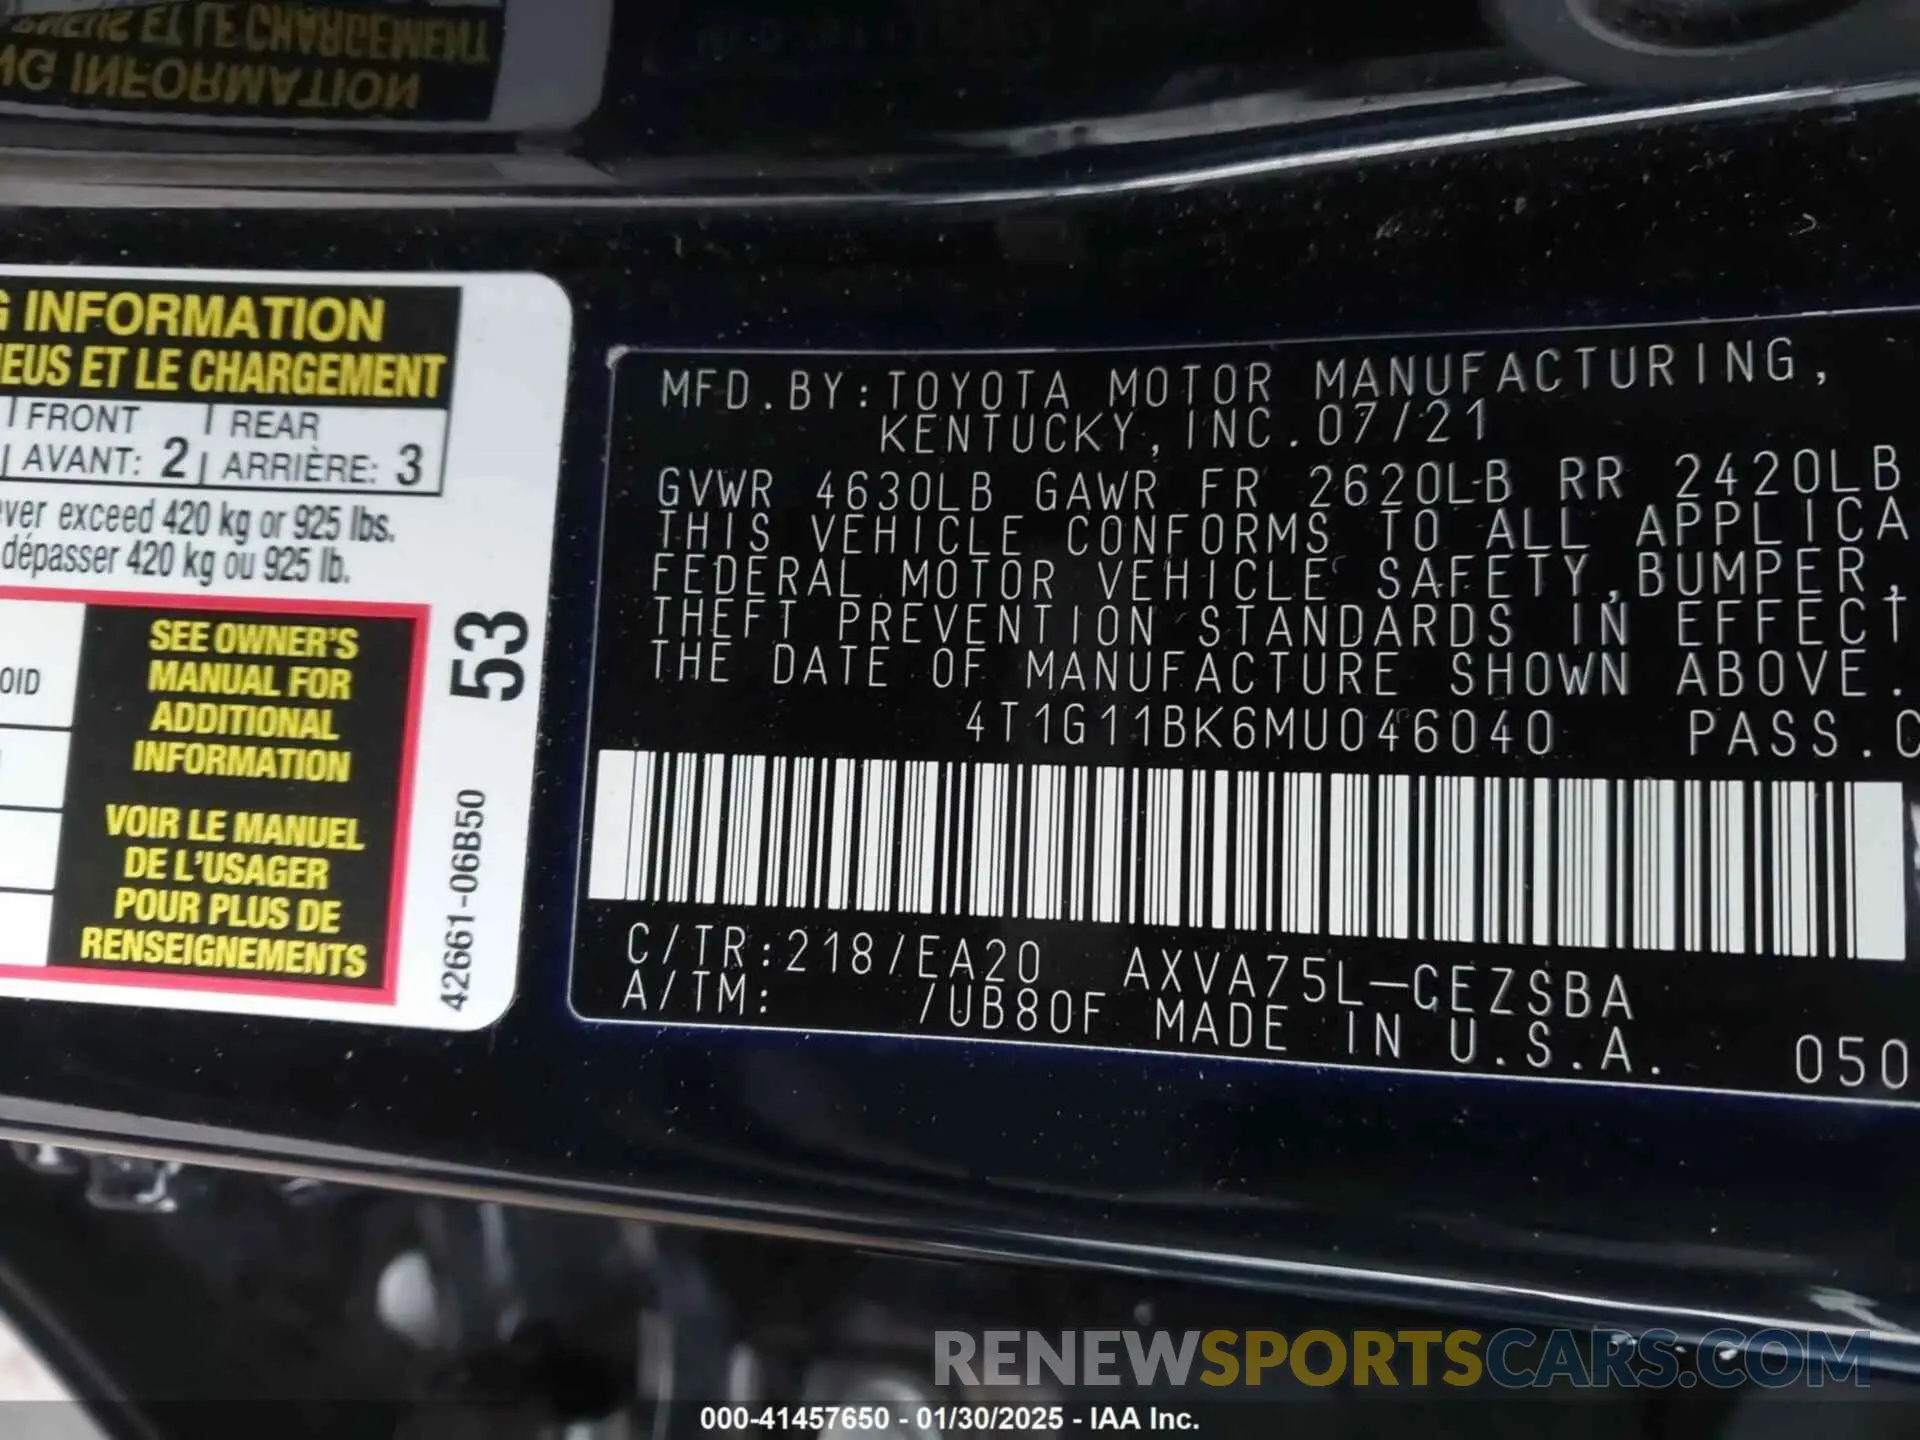 G INFORMATION
EUS ET LE CHARGEMENT
FRONT REAR
AVANT: 2 ARRIÈRE: 3
ver exceed 420 kg or 925 lbs.
dépasser 420 kg ou 925 lb.
OID
SEE OWNER'S
MANUAL FOR
ADDITIONAL
INFORMATION
VOIR LE MANUEL
DE L'USAGER
POUR PLUS DE
RENSEIGNEMENTS
53
42661-06B50
MFD.BY:TOYOTA MOTOR MANUFACTURING,
KENTUCKY,INC.07/21
GVWR 4630LB GAWR FR 2620LB RR 2420LB
THIS VEHICLE CONFORMS TO ALL APPLICA
FEDERAL MOTOR VEHICLE SAFETY,BUMPER,
THEFT PREVENTION STANDARDS IN EFFECT
THE DATE OF MANUFACTURE SHOWN ABOVE.
4T1G11BK6MU046040 PASS.C
C/TR:218/EA20 AXVA75L-CEZSBA
A/TM: /UB80F MADE IN U.S.A. 050
RENEWSPORTSCARS.COM
000-41457650 - 01/30/2025 - IAA Inc.